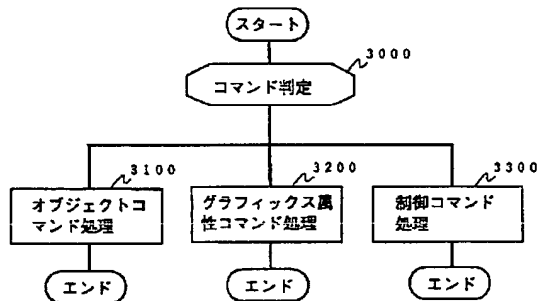 スタート
3000
コマンド判定
3100
オブジェクトコ
マンド処理
3200
グラフィックス属
性コマンド処理
3300
制御コマンド
処理
エンド
エンド
エンド